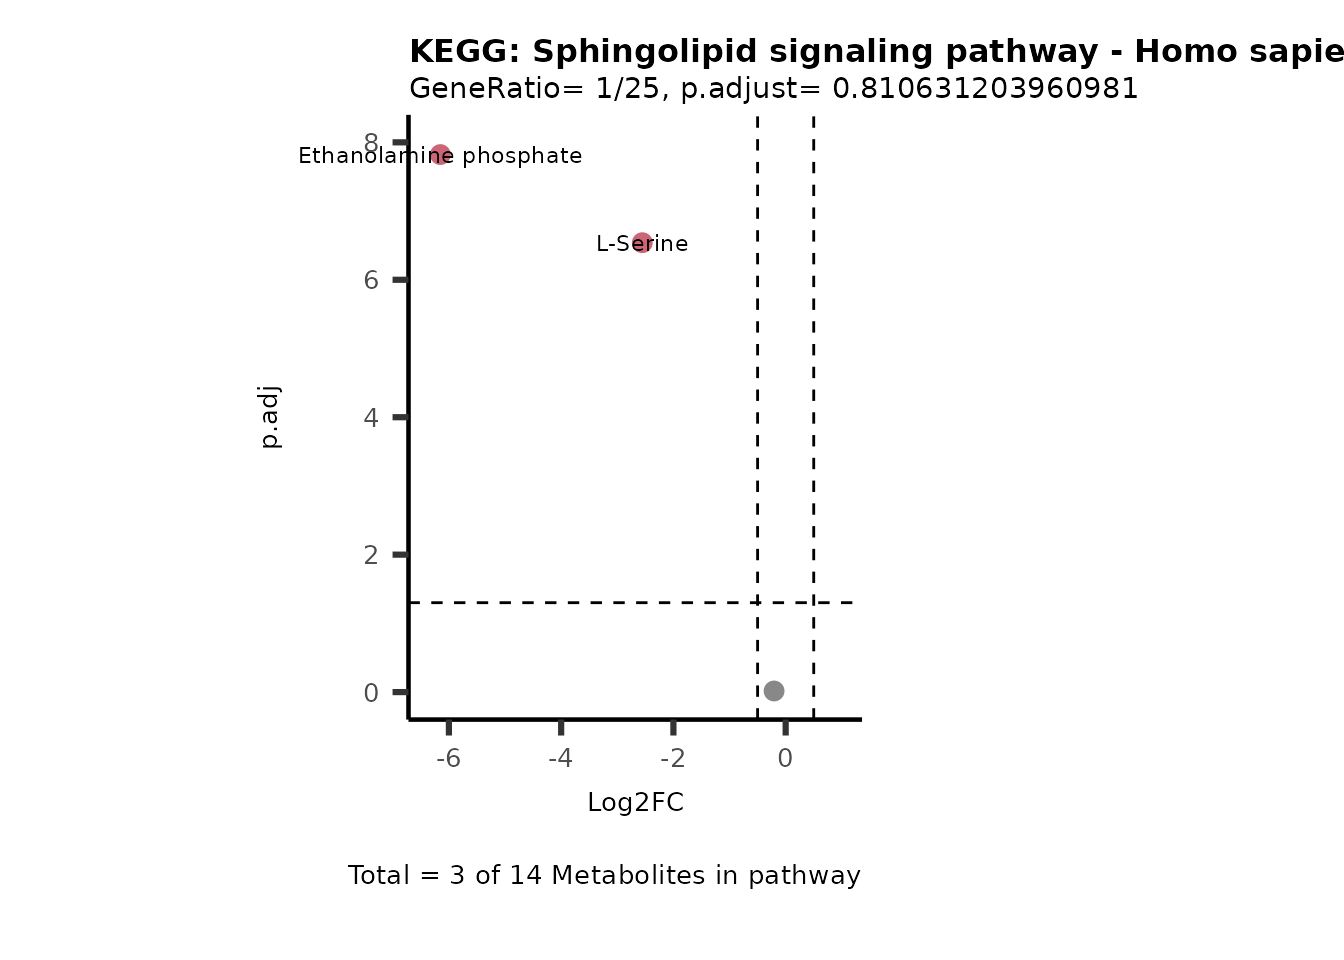 KEGG: Sphingolipid signaling pathway - Homo sapie
GeneRatio= 1/25, p.adjust= 0.810631203960981
8
Ethanolamine phosphate
L-Serine
6
p.adj
4
2
0
-6 -4 -2 0
Log2FC
Total = 3 of 14 Metabolites in pathway